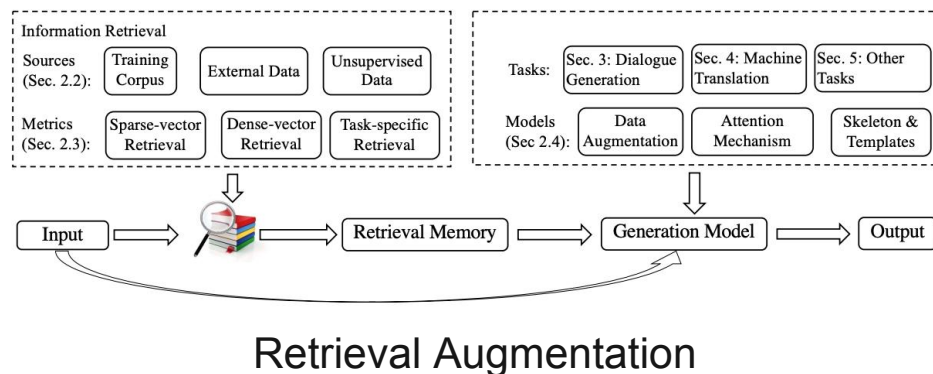 Information Retrieval
Sources
(Sec. 2.2):
Training
Corpus
External Data
Unsupervised
Data
Metrics
(Sec. 2.3):
Sparse-vector
Retrieval
Dense-vector
Retrieval
Task-specific
Retrieval
Tasks:
Sec. 3: Dialogue
Generation
Sec. 4: Machine
Translation
Sec. 5: Other
Tasks
Models
(Sec 2.4):
Data
Augmentation
Attention
Mechanism
Skeleton &
Templates
Input
Retrieval Memory
Generation Model
Output
Retrieval Augmentation